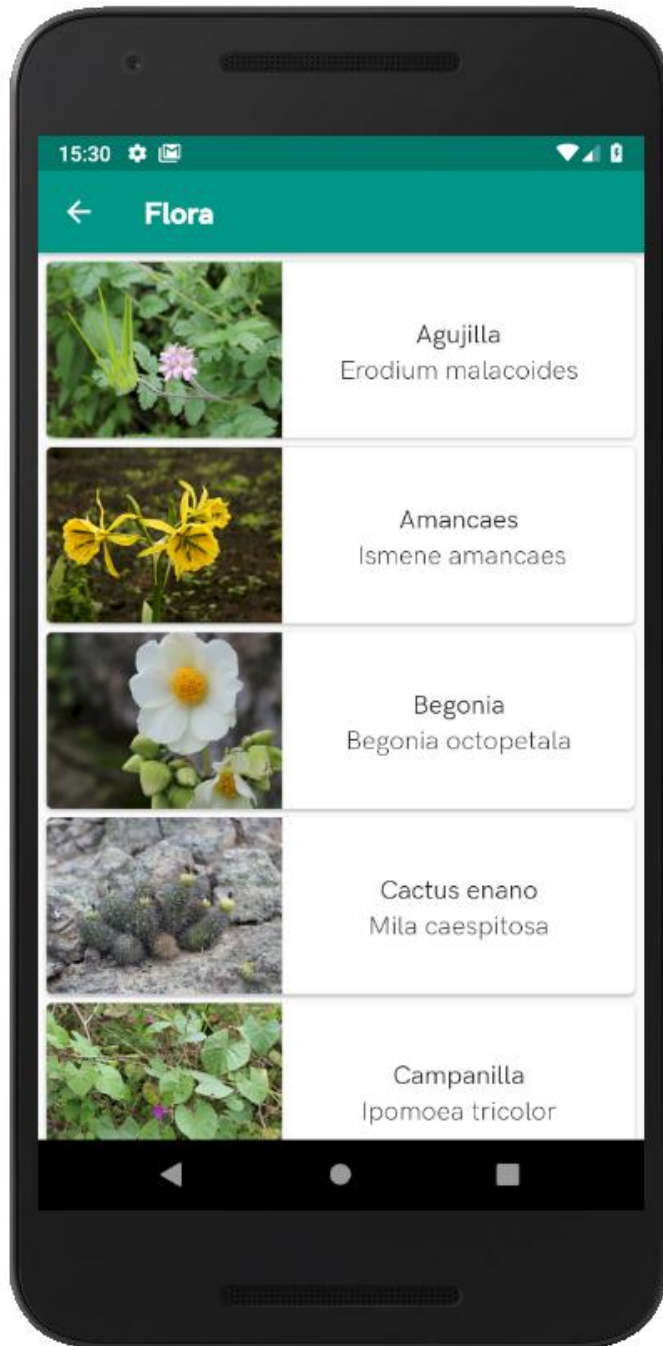 15:30
Flora
Agujilla
Erodium malacoides
Amancaes
Ismene amancaes
Begonia
Begonia octopetala
Cactus enano
Mila caespitosa
Campanilla
Ipomoea tricolor